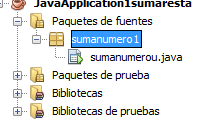 JavaApplication1sumaresta
Paquetes de fuentes
sumanumero1
sumanumerou.java
Paquetes de prueba
Bibliotecas
Bibliotecas de pruebas